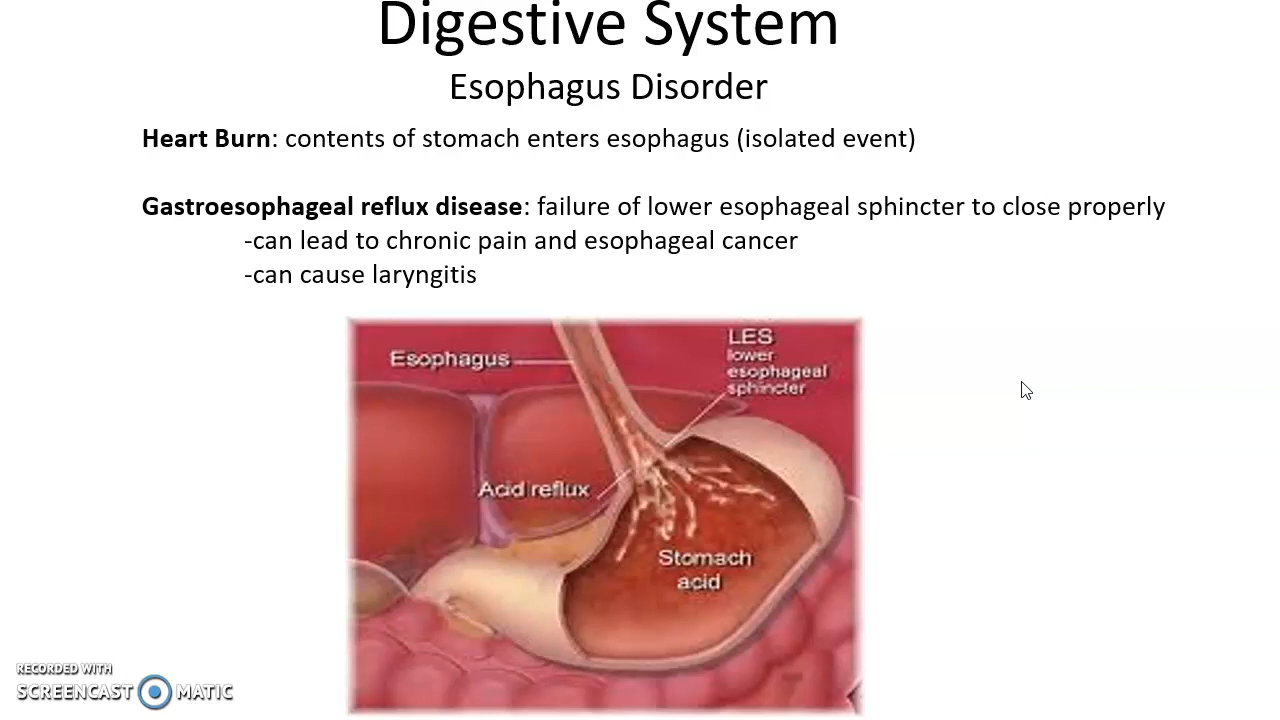 Digestive System
Esophagus Disorder
Heart Burn: contents of stomach enters esophagus (isolated event)
Gastroesophageal reflux disease: failure of lower esophageal sphincter to close properly
-can lead to chronic pain and esophageal cancer
-can cause laryngitis
LES
lower
esophageal
sphincter
Esophagus
Acid reflux
Stomach
acid
RECORDED WITH
SCREENCAST MATIC